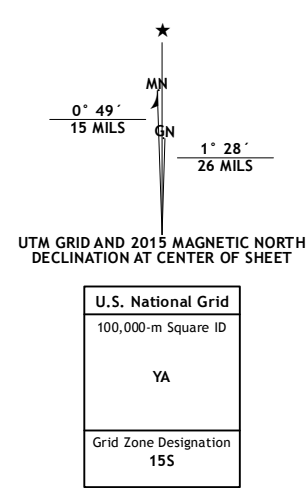 ★
MN
0° 49´
15 MILS
GN
1° 28´
26 MILS
UTM GRID AND 2015 MAGNETIC NORTH
DECLINATION AT CENTER OF SHEET
U.S. National Grid
100,000-m Square ID
YA
Grid Zone Designation
15S